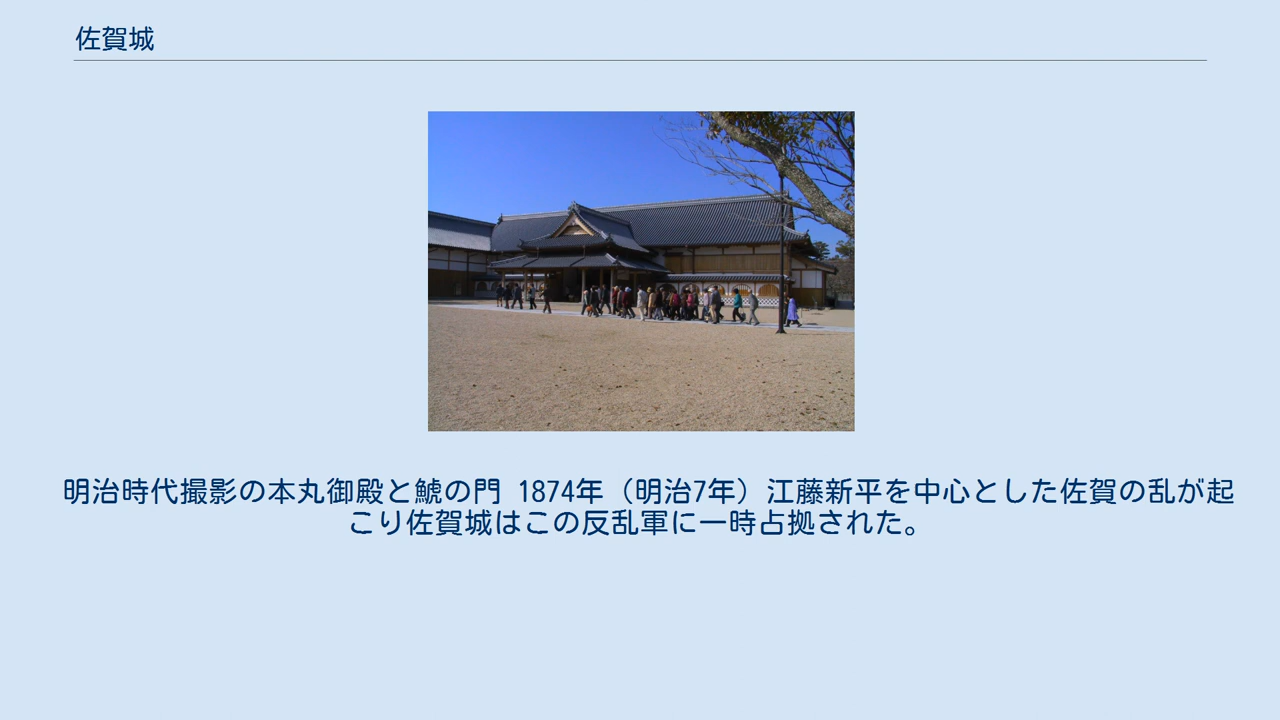 佐賀城
明治時代撮影の本丸御殿と鯱の門 1874年（明治7年）江藤新平を中心とした佐賀の乱が起
こり佐賀城はこの反乱軍に一時占拠された。